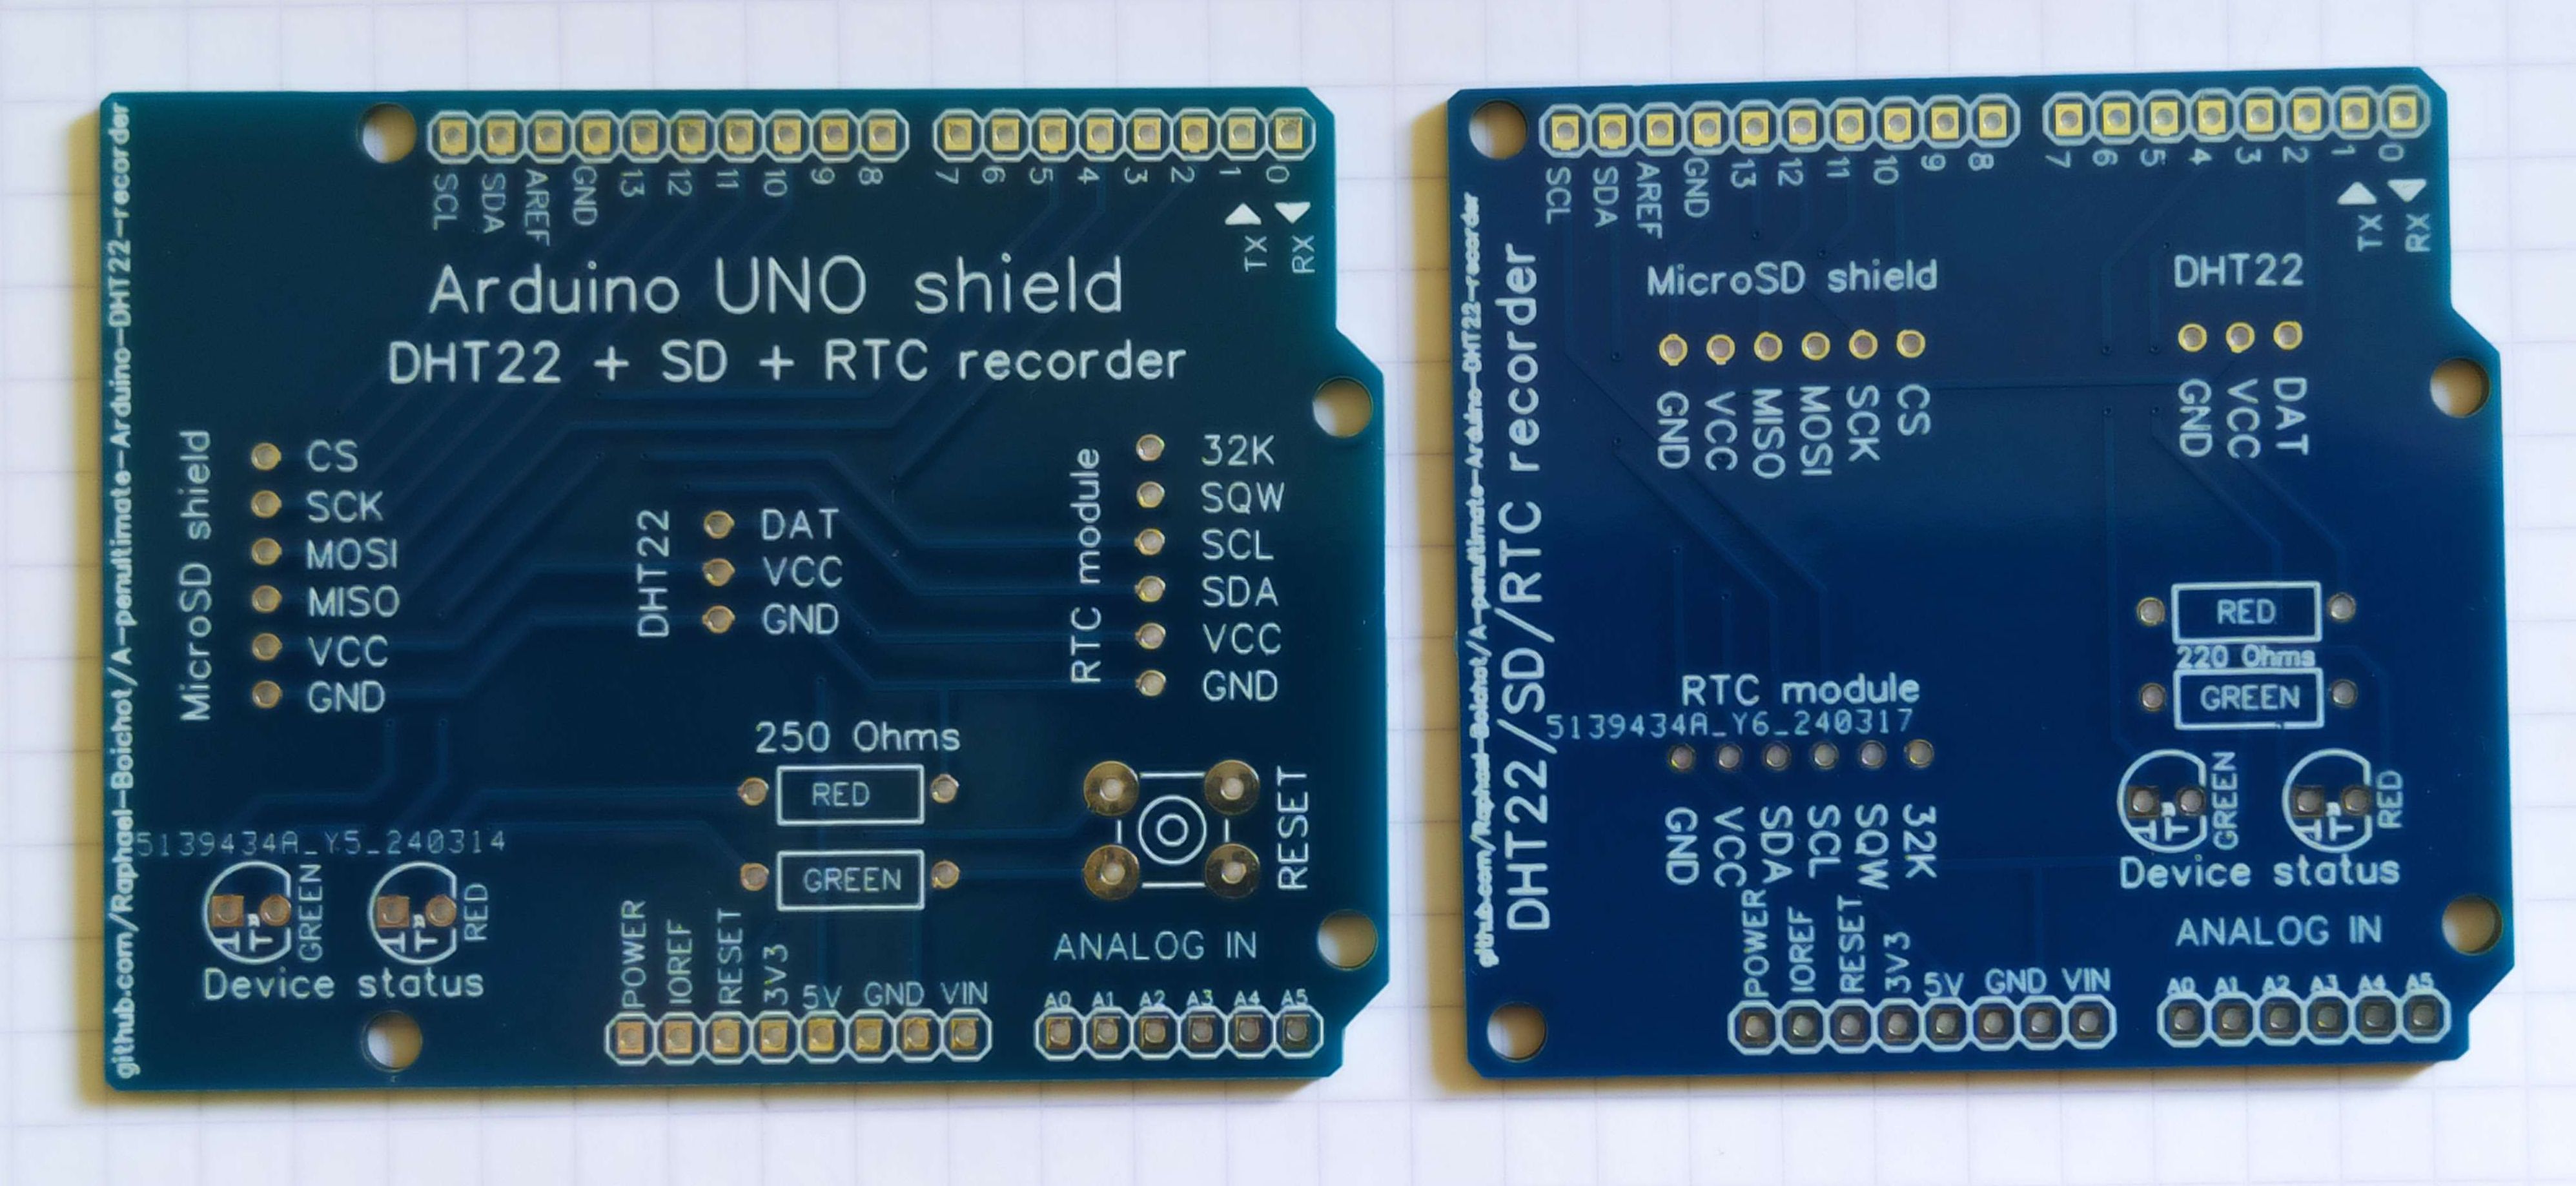 github.com/Raphael-Boichot/A-penultimate-Arduino-DHT22-recorder
SCL SDA AREF GND 13 12 11 10 9 8 7 6 5 4 3 2 1 0
TX RX
Arduino UNO shield
DHT22 + SD + RTC recorder
MicroSD shield
CS
SCK
MOSI
MISO
VCC
GND
DHT22
DAT
VCC
GND
RTC module
32K
SQW
SCL
SDA
VCC
GND
250 Ohms
RED
GREEN
RESET
5139434A_Y5_240314
GREEN
RED
Device status
POWER IOREF RESET 3V3 5V GND VIN
ANALOG IN
A0 A1 A2 A3 A4 A5
github.com/Raphael-Boichot/A-penultimate-Arduino-DHT22-recorder
DHT22/SD/RTC recorder
SCL SDA AREF GND 13 12 11 10 9 8 7 6 5 4 3 2 1 0
TX RX
MicroSD shield
GND VCC MISO MOSI SCK CS
DHT22
GND VCC DAT
RED
220 Ohms
GREEN
RTC module
5139434A_Y6_240317
GND VCC SDA SCL SQW 32K
GREEN
RED
Device status
POWER IOREF RESET 3V3 5V GND VIN
ANALOG IN
A0 A1 A2 A3 A4 A5